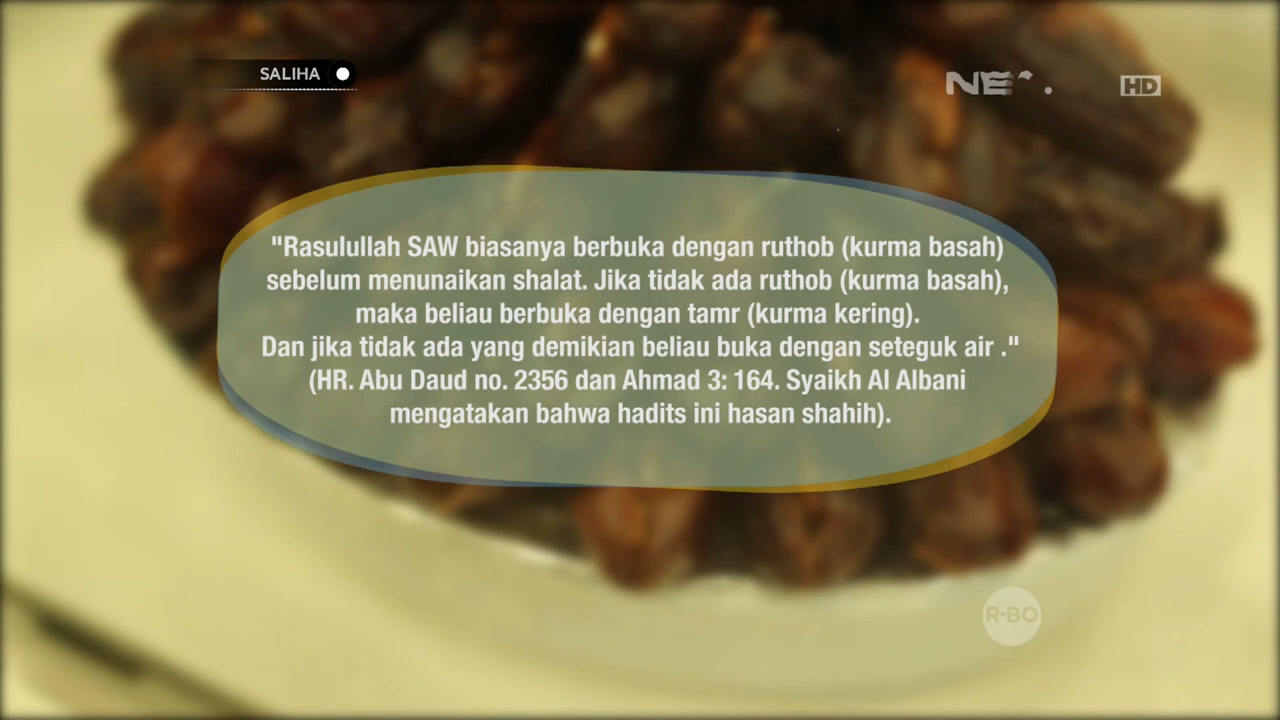 SALIHA
HD
"Rasulullah SAW biasanya berbuka dengan ruthob (kurma basah)
sebelum menunaikan shalat. Jika tidak ada ruthob (kurma basah),
maka beliau berbuka dengan tamr (kurma kering).
Dan jika tidak ada yang demikian beliau buka dengan seteguk air ."
(HR. Abu Daud no. 2356 dan Ahmad 3: 164. Syaikh Al Albani
mengatakan bahwa hadits ini hasan shahih).
R-BO